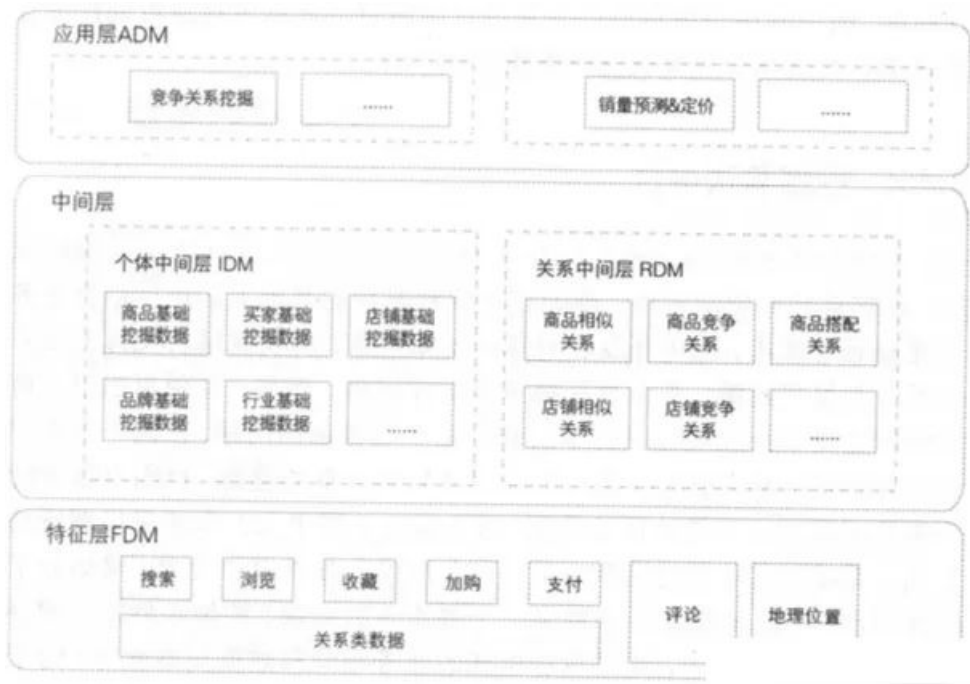 应用层ADM
竞争关系挖掘
......
销量预测&定价
......
中间层
个体中间层 IDM
商品基础
挖掘数据
买家基础
挖掘数据
店铺基础
挖掘数据
品牌基础
挖掘数据
行业基础
挖掘数据
......
关系中间层 RDM
商品相似
关系
商品竞争
关系
商品搭配
关系
店铺相似
关系
店铺竞争
关系
......
特征层FDM
搜索
浏览
收藏
加购
支付
关系类数据
评论
地理位置